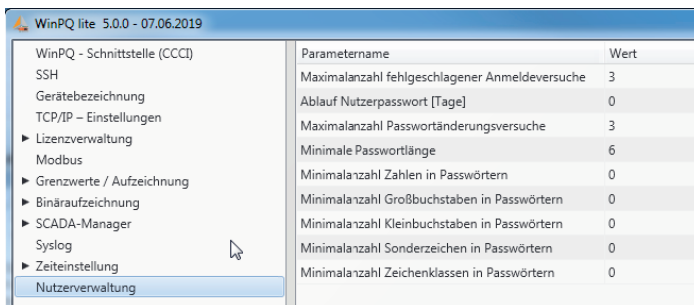 WinPQ lite 5.0.0 - 07.06.2019
WinPQ - Schnittstelle (CCCI)
SSH
Gerätebezeichnung
TCP/IP – Einstellungen
Lizenzverwaltung
Modbus
Grenzwerte / Aufzeichnung
Binäraufzeichnung
SCADA-Manager
Syslog
Zeiteinstellung
Nutzerverwaltung
Parametername Wert
Maximalanzahl fehlgeschlagener Anmeldeversuche 3
Ablauf Nutzerpasswort [Tage] 0
Maximalanzahl Passwortänderungsversuche 3
Minimale Passwortlänge 6
Minimalanzahl Zahlen in Passwörtern 0
Minimalanzahl Großbuchstaben in Passwörtern 0
Minimalanzahl Kleinbuchstaben in Passwörtern 0
Minimalanzahl Sonderzeichen in Passwörtern 0
Minimalanzahl Zeichenklassen in Passwörtern 0